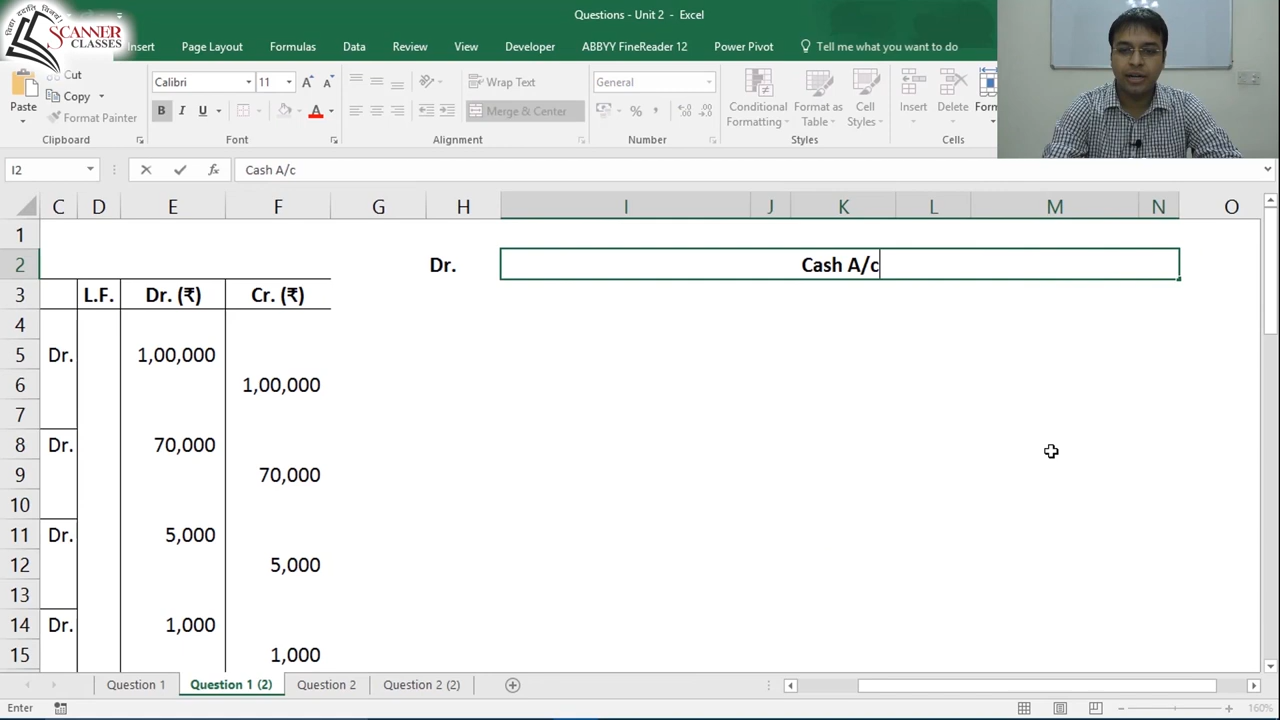 विद्या ददाति विनयं
SCANNER
CLASSES
Questions - Unit 2 - Excel
Insert Page Layout Formulas Data Review View Developer ABBYY FineReader 12 Power Pivot Tell me what you want to do
Paste
Cut
Copy
Format Painter
Clipboard
Calibri 11 A A
B I U A
Font
Wrap Text
Merge & Center
Alignment
General
% ,
Number
Conditional Formatting
Format as Table
Cell Styles
Styles
Insert Delete Form
Cells
I2 fx Cash A/c
C D E F G H I J K L M N O
1
2 Dr. Cash A/c
3 L.F. Dr. (₹) Cr. (₹)
4
5 Dr. 1,00,000
6 1,00,000
7
8 Dr. 70,000
9 70,000
10
11 Dr. 5,000
12 5,000
13
14 Dr. 1,000
15 1,000
Question 1 Question 1 (2) Question 2 Question 2 (2)
Enter 160%